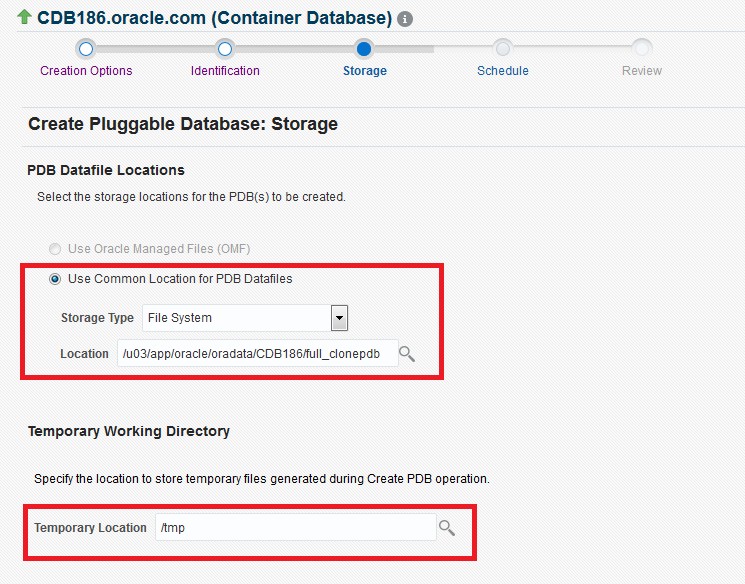 CDB186.oracle.com (Container Database) i
Creation Options Identification Storage Schedule Review
Create Pluggable Database: Storage
PDB Datafile Locations
Select the storage locations for the PDB(s) to be created.
Use Oracle Managed Files (OMF)
Use Common Location for PDB Datafiles
Storage Type File System
Location /u03/app/oracle/oradata/CDB186/full_clonepdb
Temporary Working Directory
Specify the location to store temporary files generated during Create PDB operation.
Temporary Location /tmp